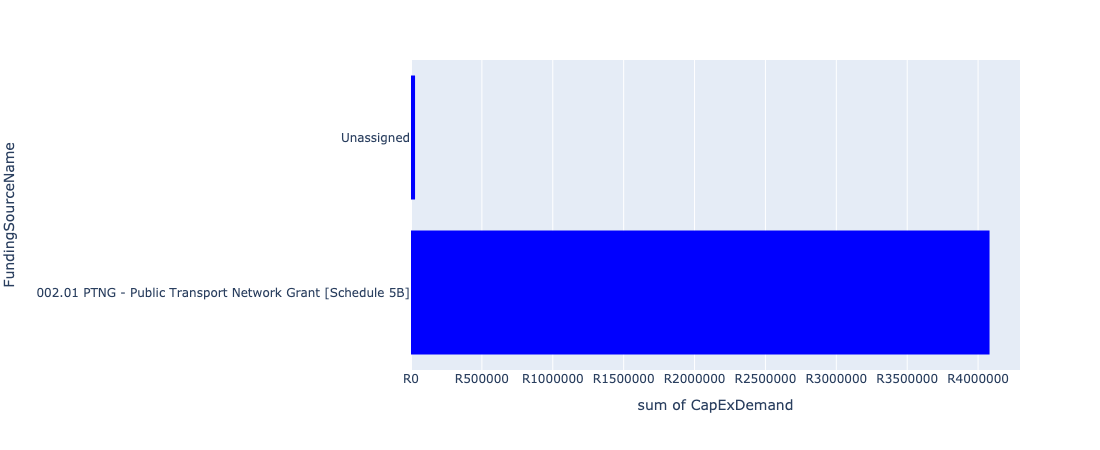 FundingSourceName
Unassigned
002.01 PTNG - Public Transport Network Grant [Schedule 5B]
R0 R500000 R1000000 R1500000 R2000000 R2500000 R3000000 R3500000 R4000000
sum of CapExDemand